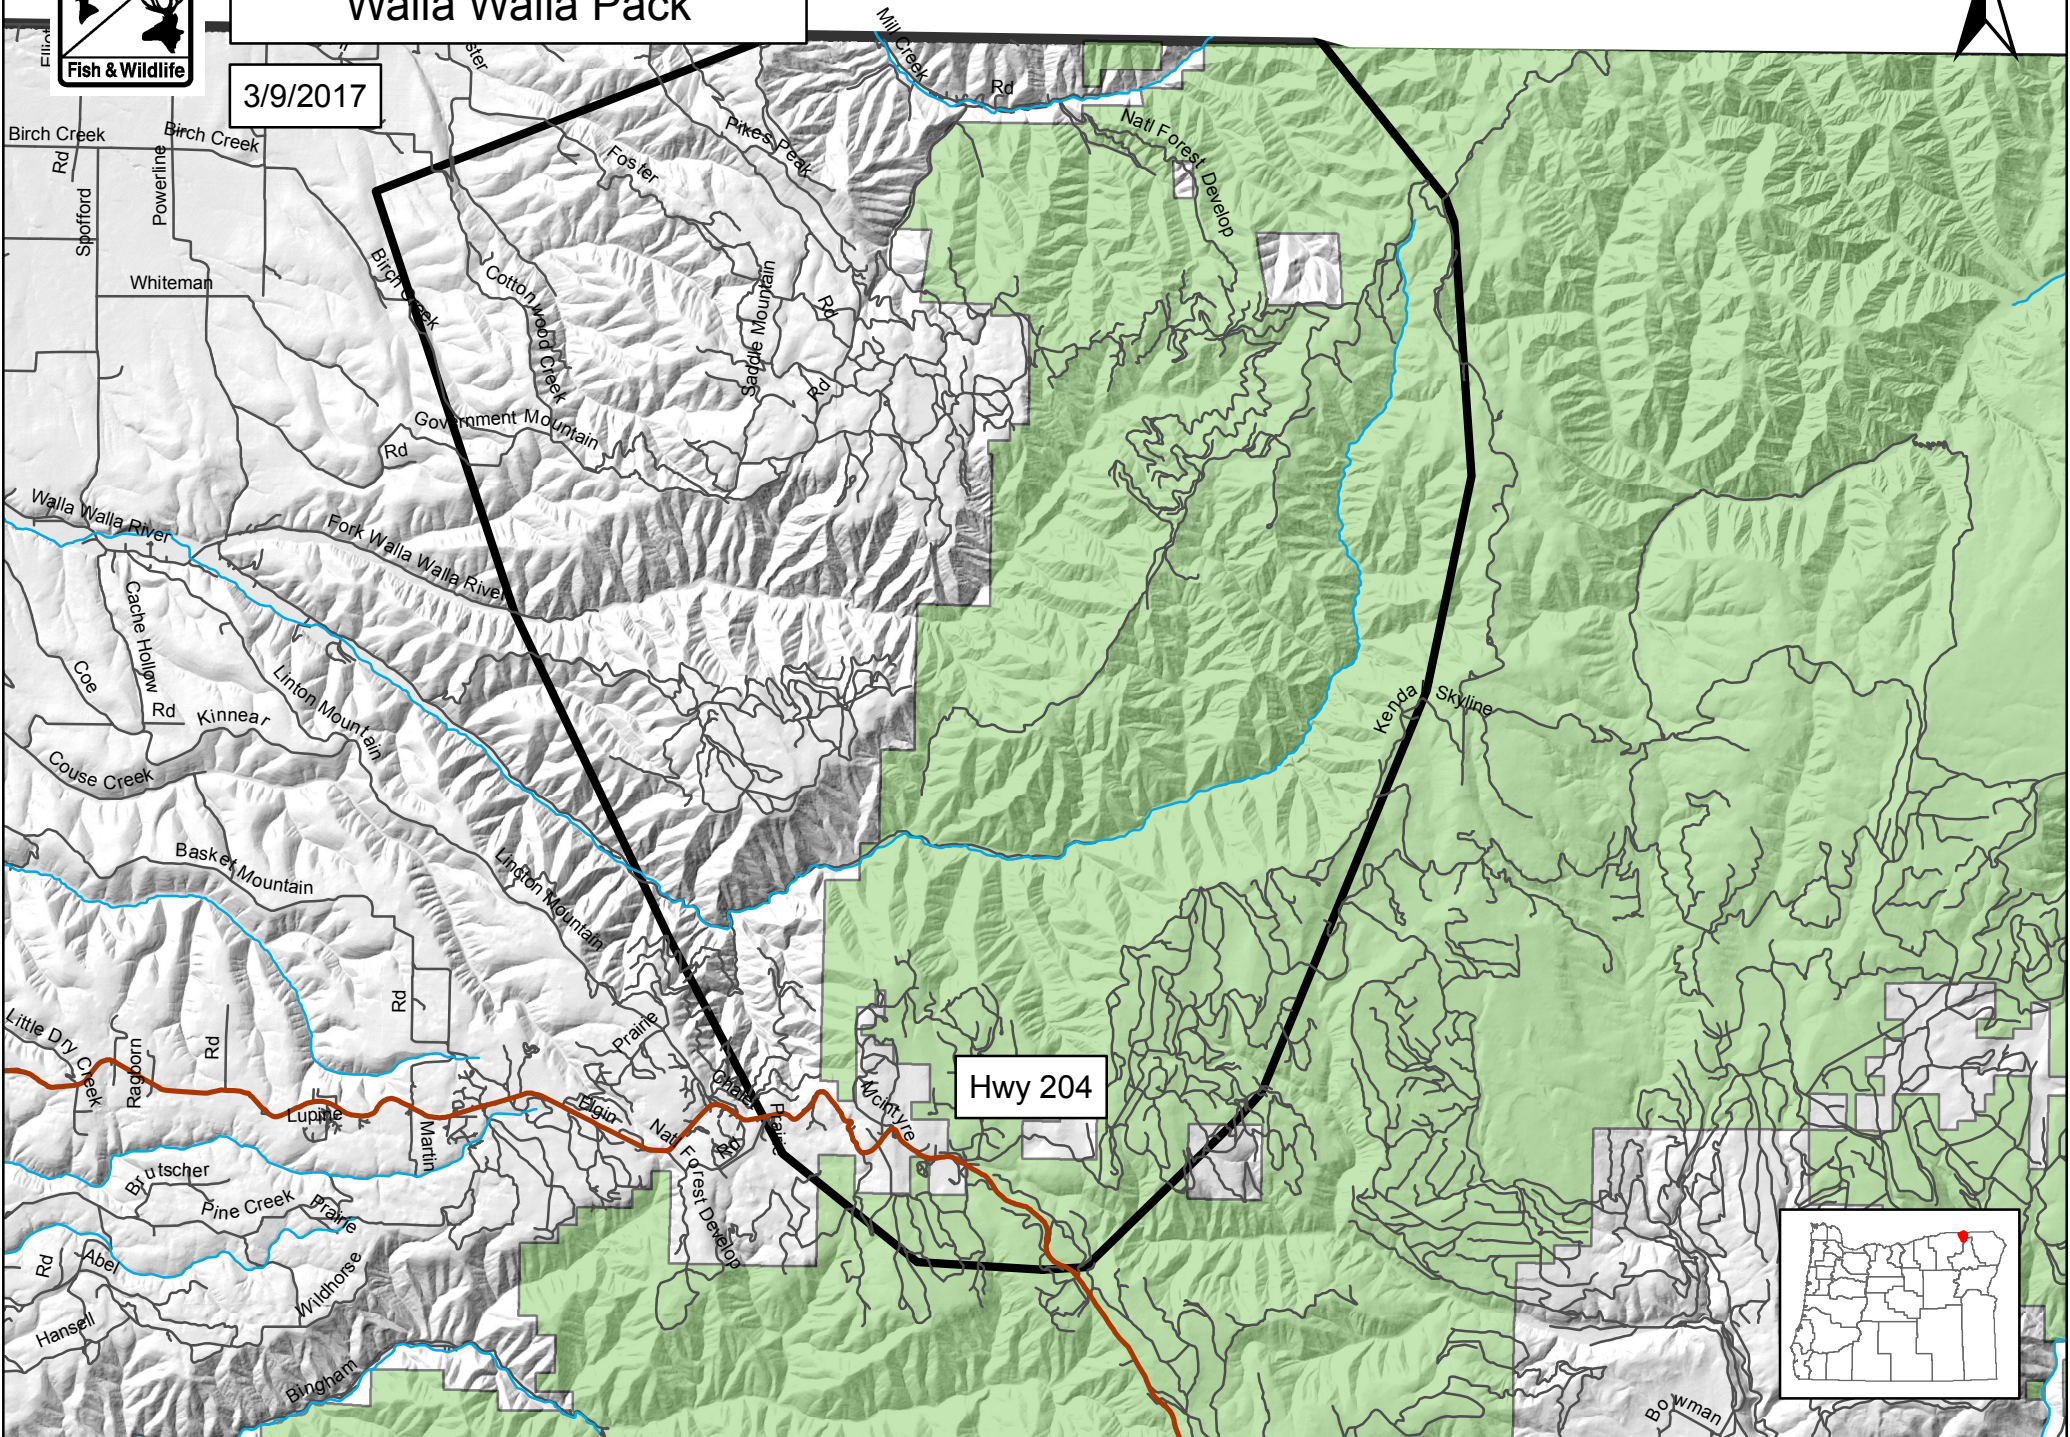 Walla Walla Pack
Fish & Wildlife
3/9/2017
Mill Creek
Rd
Birch Creek
Rd
Birch Creek
Powerline
Spofford
Whiteman
Pikes Peak
Foster
Natl Forest Develop
Birch Creek
Cottonwood Creek
Saddle Mountain
Rd
Rd
Government Mountain
Rd
Walla Walla River
Fork Walla Walla River
Cache Hollow
Coe
Rd
Kinnear
Linton Mountain
Couse Creek
Kenda
Skyline
Basket Mountain
Lincton Mountain
Rd
Little Dry Creek
Ragborn
Rd
Prairie
Lupine
Martin
Elgin
Prairie
Mcintyre
Hwy 204
Rd
Natl Forest Develop
Brutscher
Pine Creek
Prairie
Rd
Abel
Wildhorse
Hansell
Bingham
Bowman